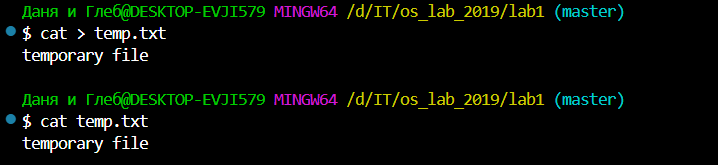 Даня и Глеб@DESKTOP-EVJI579 MINGW64 /d/IT/os_lab_2019/lab1 (master)
$ cat > temp.txt
temporary file
Даня и Глеб@DESKTOP-EVJI579 MINGW64 /d/IT/os_lab_2019/lab1 (master)
$ cat temp.txt
temporary file